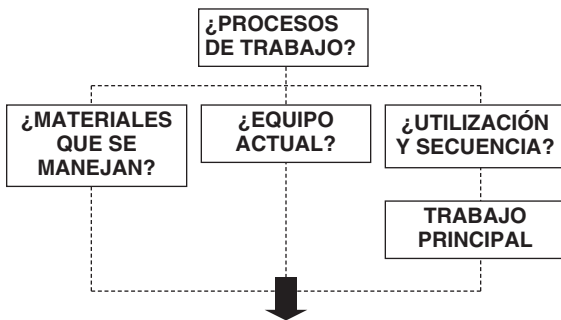 ¿PROCESOS
DE TRABAJO?
¿MATERIALES
QUE SE
MANEJAN?
¿EQUIPO
ACTUAL?
¿UTILIZACIÓN
Y SECUENCIA?
TRABAJO
PRINCIPAL